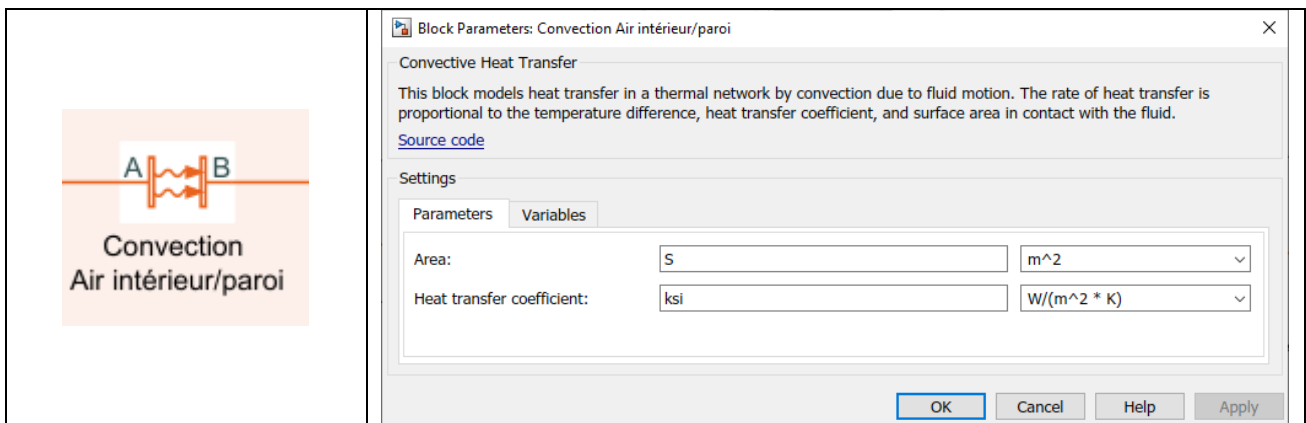 A B
Convection
Air intérieur/paroi
Block Parameters: Convection Air intérieur/paroi
Convective Heat Transfer
This block models heat transfer in a thermal network by convection due to fluid motion. The rate of heat transfer is
proportional to the temperature difference, heat transfer coefficient, and surface area in contact with the fluid.
Source code
Settings
Parameters Variables
Area: S m^2
Heat transfer coefficient: ksi W/(m^2 * K)
OK Cancel Help Apply